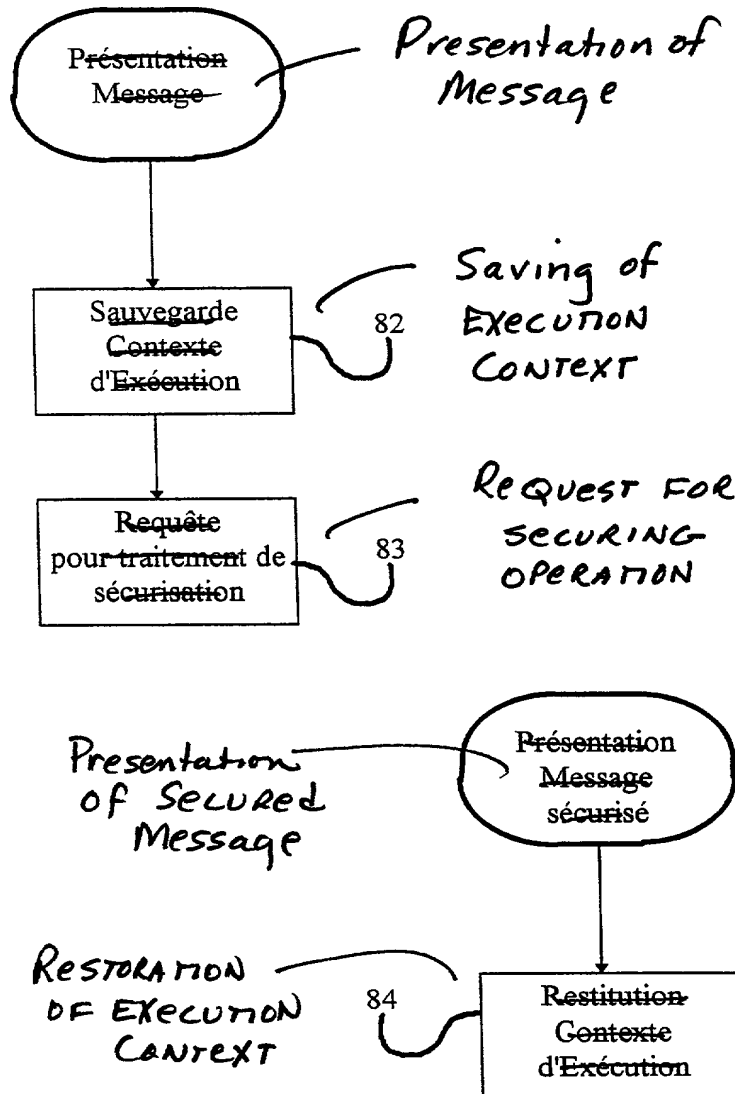 Présentation
Message
Presentation of
Message
Sauvegarde
Contexte
d'Exécution
82
Saving of
EXECUTION
CONTEXT
Requête
pour traitement de
sécurisation
83
REQUEST FOR
SECURING
OPERATION
Presentation
of SECURED
Message
Présentation
Message
sécurisé
RESTORATION
OF EXECUTION
CONTEXT
84
Restitution
Contexte
d'Exécution